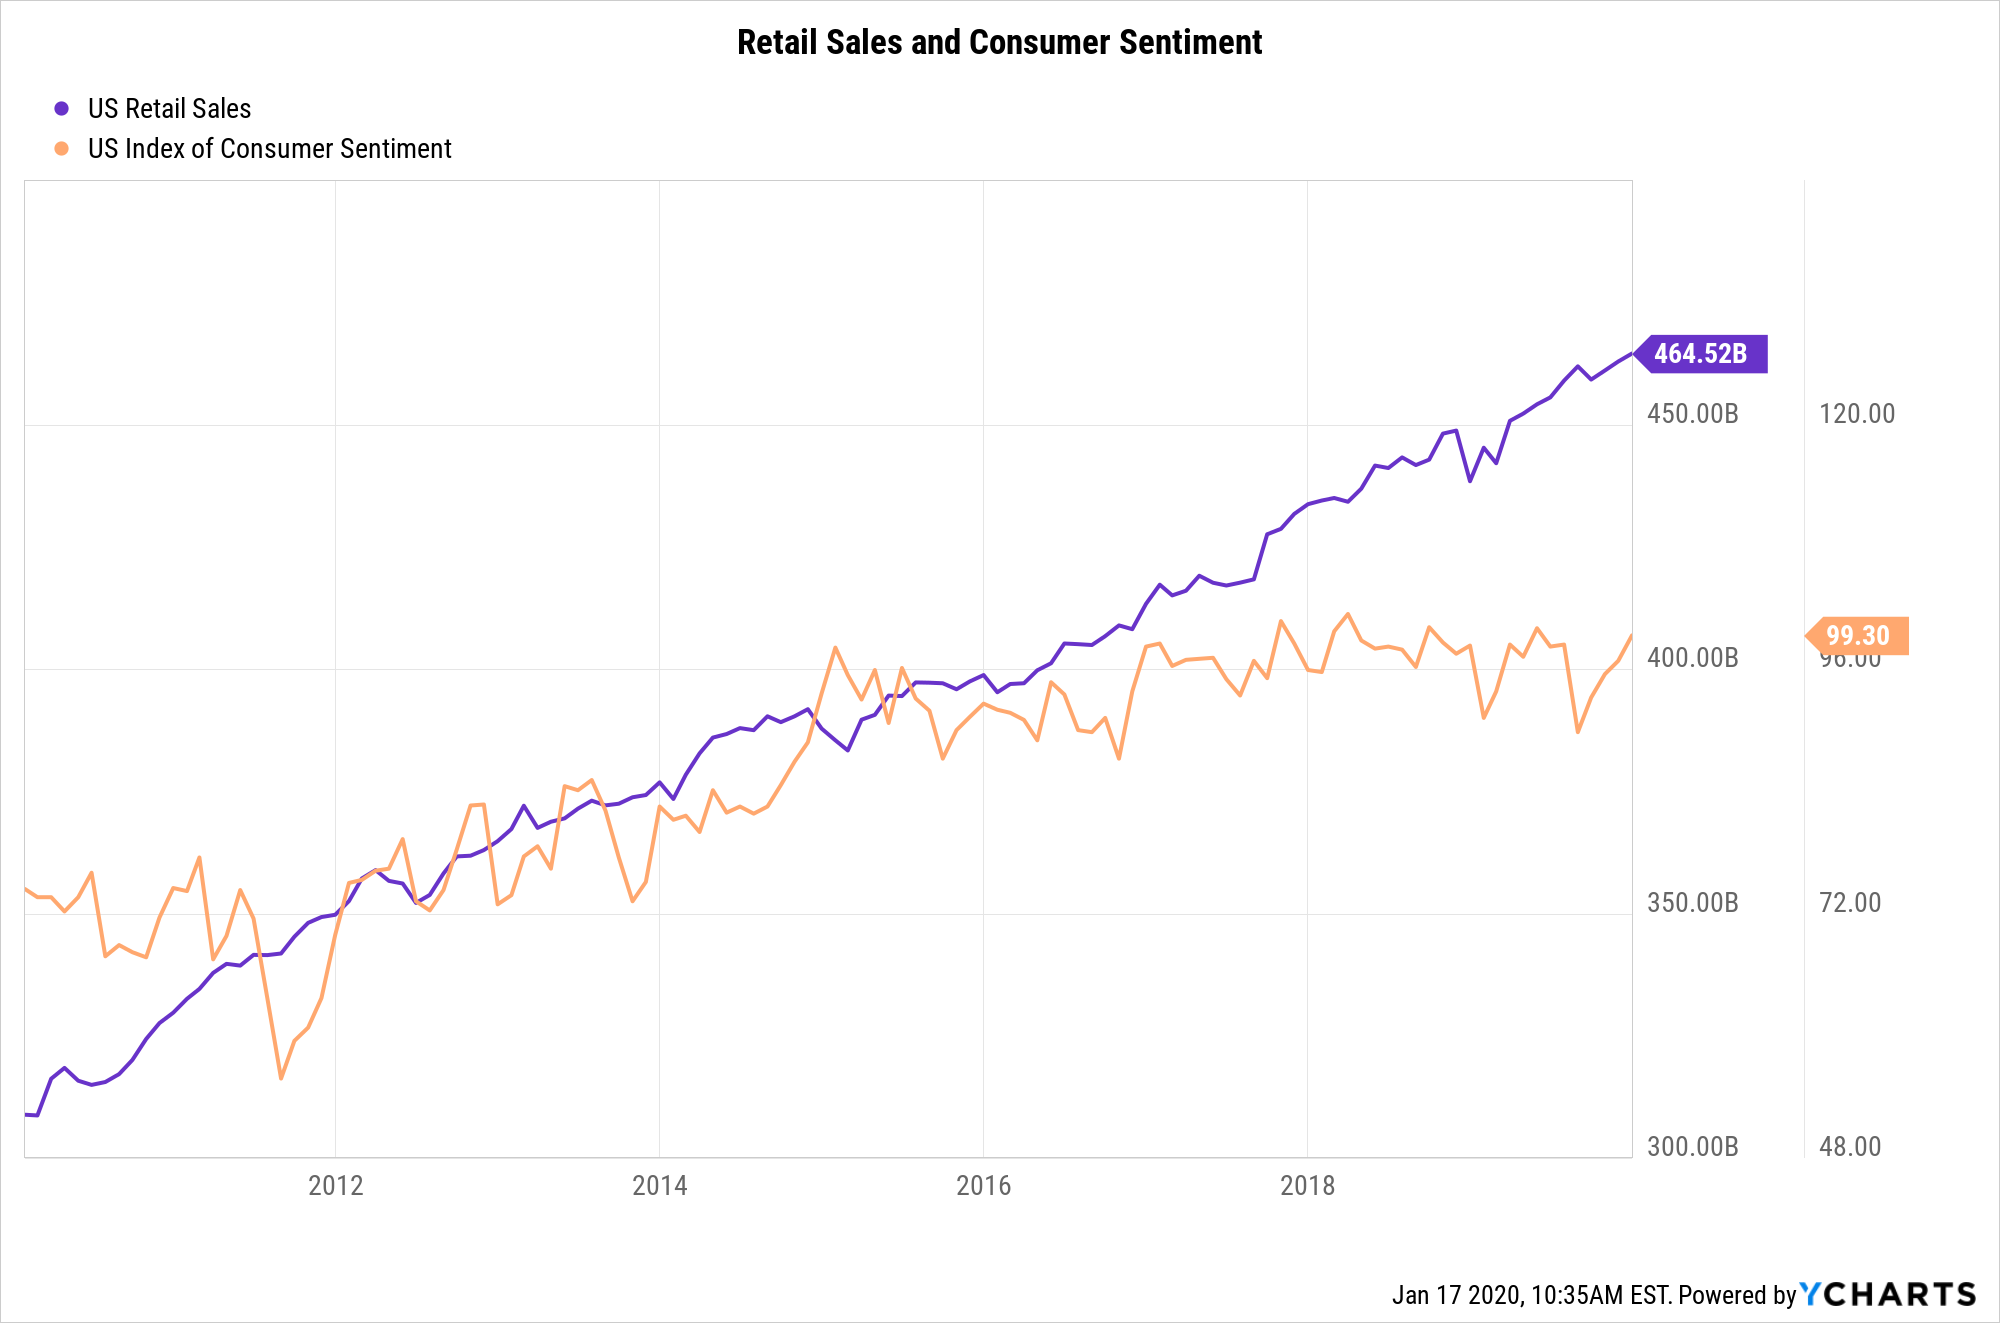 Retail Sales and Consumer Sentiment
US Retail Sales
US Index of Consumer Sentiment
464.52B
450.00B 120.00
99.30
400.00B 96.00
350.00B 72.00
300.00B 48.00
2012 2014 2016 2018
Jan 17 2020, 10:35AM EST. Powered by YCHARTS